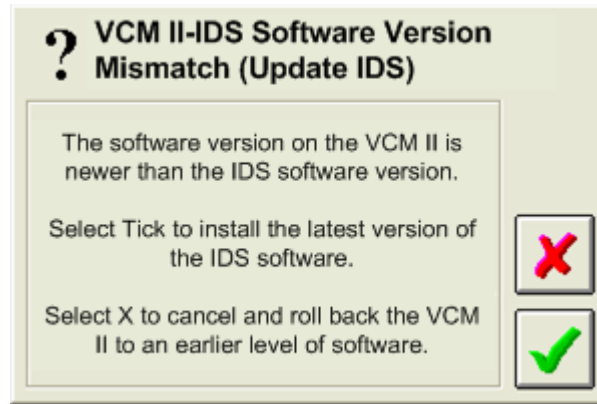 ? VCM II-IDS Software Version
Mismatch (Update IDS)
The software version on the VCM II is
newer than the IDS software version.
Select Tick to install the latest version of
the IDS software.
Select X to cancel and roll back the VCM
II to an earlier level of software.